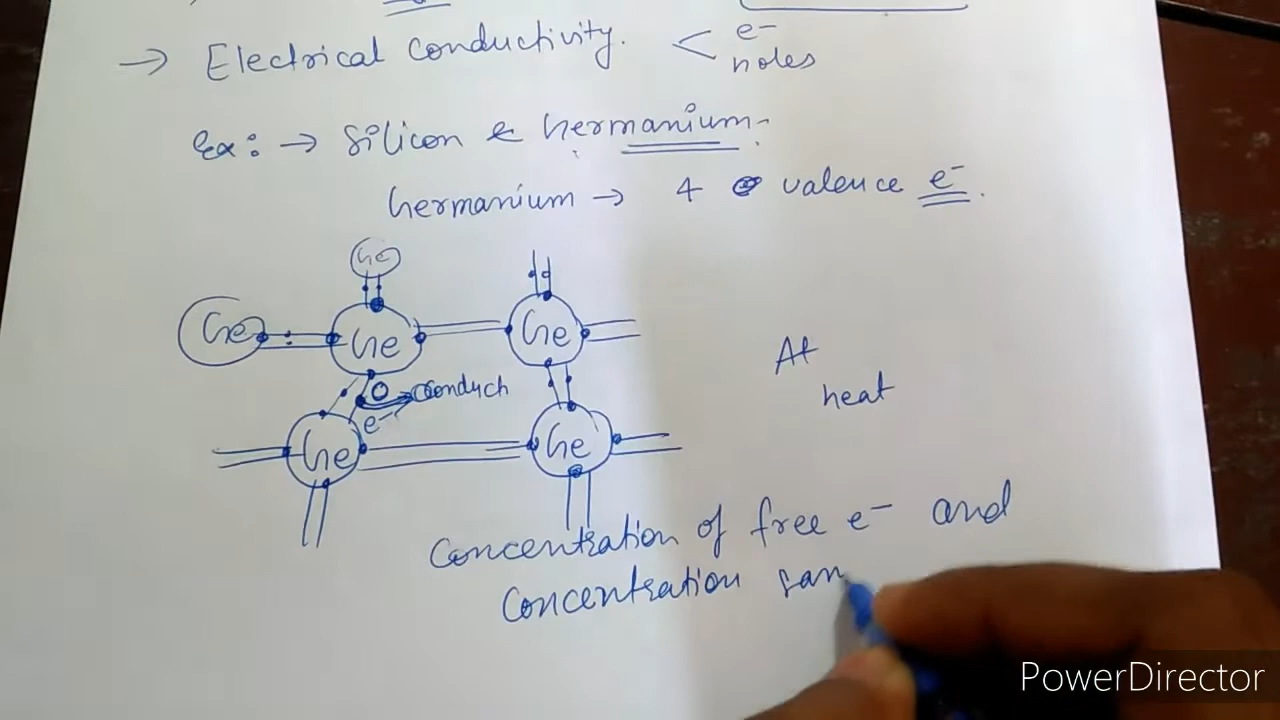 → Electrical conductivity. < e-
holes
Ex: → Silicon & Germanium.
Germanium → 4 valence e-.
Ge
Ge Ge Ge
At
heat
→ conduch
e-
Ge Ge
Concentration of free e- and
Concentration sam
PowerDirector